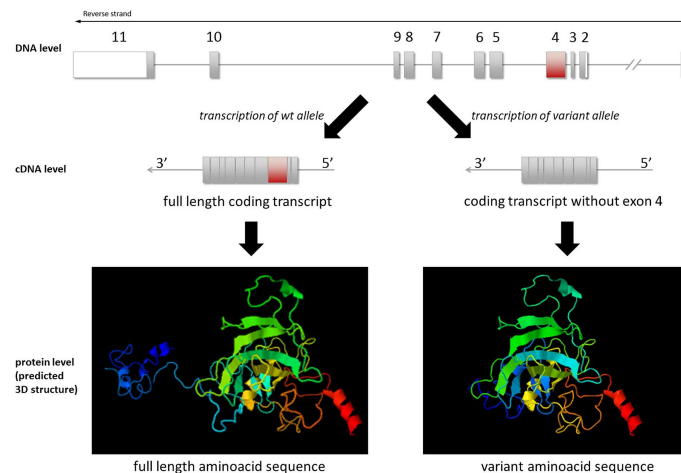 Reverse strand
DNA level
11 10 9 8 7 6 5 4 3 2
transcription of wt allele
transcription of variant allele
cDNA level
3’ 5’ 3’ 5’
full length coding transcript
coding transcript without exon 4
protein level
(predicted
3D structure)
full length aminoacid sequence
variant aminoacid sequence